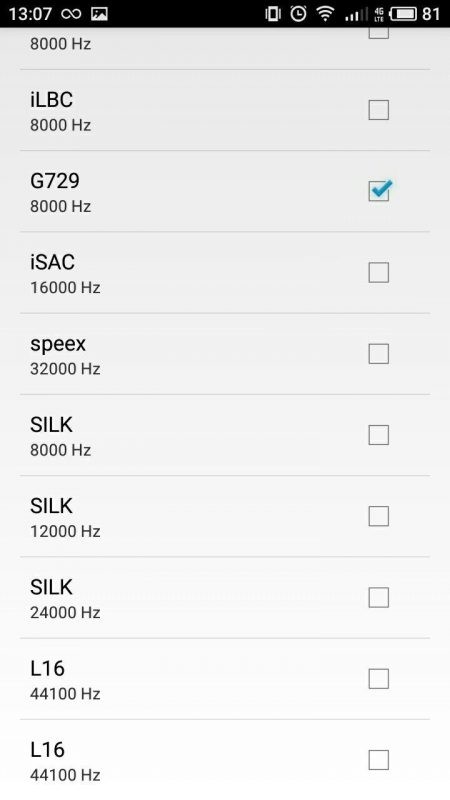 13:07 4G LTE 81
8000 Hz
iLBC
8000 Hz
G729
8000 Hz
iSAC
16000 Hz
speex
32000 Hz
SILK
8000 Hz
SILK
12000 Hz
SILK
24000 Hz
L16
44100 Hz
L16
44100 Hz